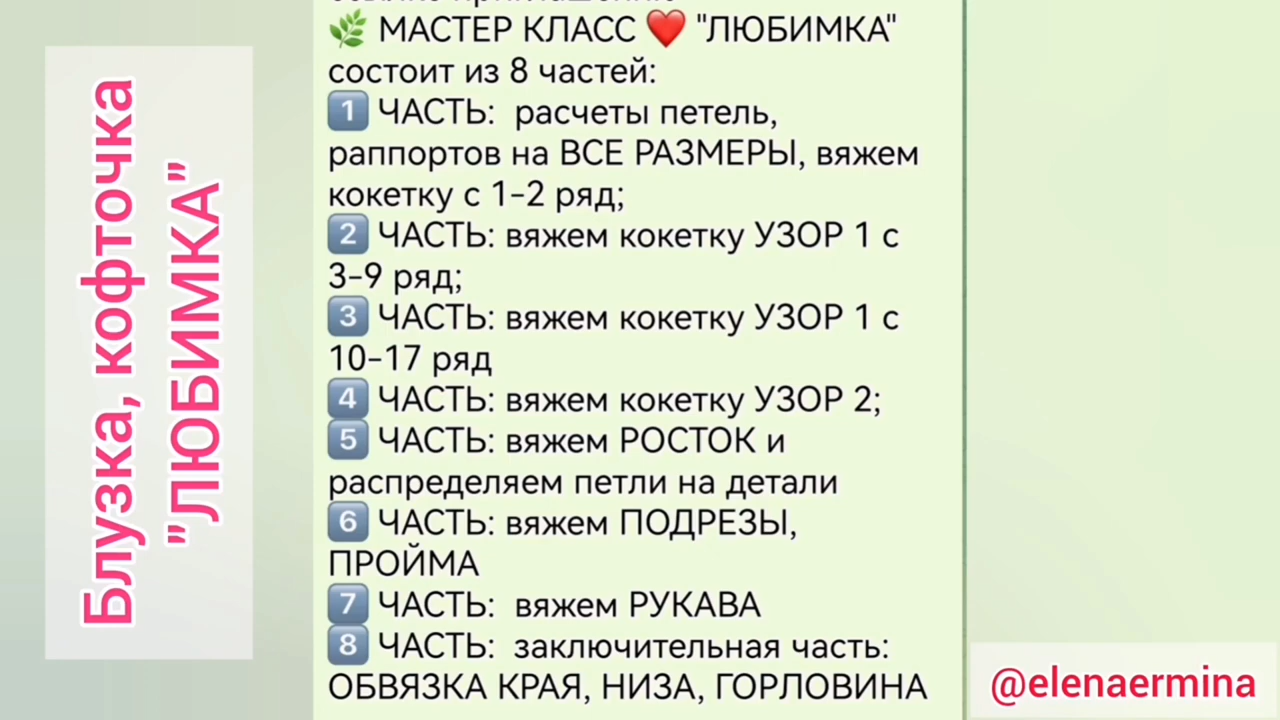 Блузка, кофточка
"ЛЮБИМКА"
🌿 МАСТЕР КЛАСС ❤️ "ЛЮБИМКА"
состоит из 8 частей:
1️⃣ ЧАСТЬ: расчеты петель,
раппортов на ВСЕ РАЗМЕРЫ, вяжем
кокетку с 1-2 ряд;
2️⃣ ЧАСТЬ: вяжем кокетку УЗОР 1 с
3-9 ряд;
3️⃣ ЧАСТЬ: вяжем кокетку УЗОР 1 с
10-17 ряд
4️⃣ ЧАСТЬ: вяжем кокетку УЗОР 2;
5️⃣ ЧАСТЬ: вяжем РОСТОК и
распределяем петли на детали
6️⃣ ЧАСТЬ: вяжем ПОДРЕЗЫ,
ПРОЙМА
7️⃣ ЧАСТЬ: вяжем РУКАВА
8️⃣ ЧАСТЬ: заключительная часть:
ОБВЯЗКА КРАЯ, НИЗА, ГОРЛОВИНА
@elenaermina